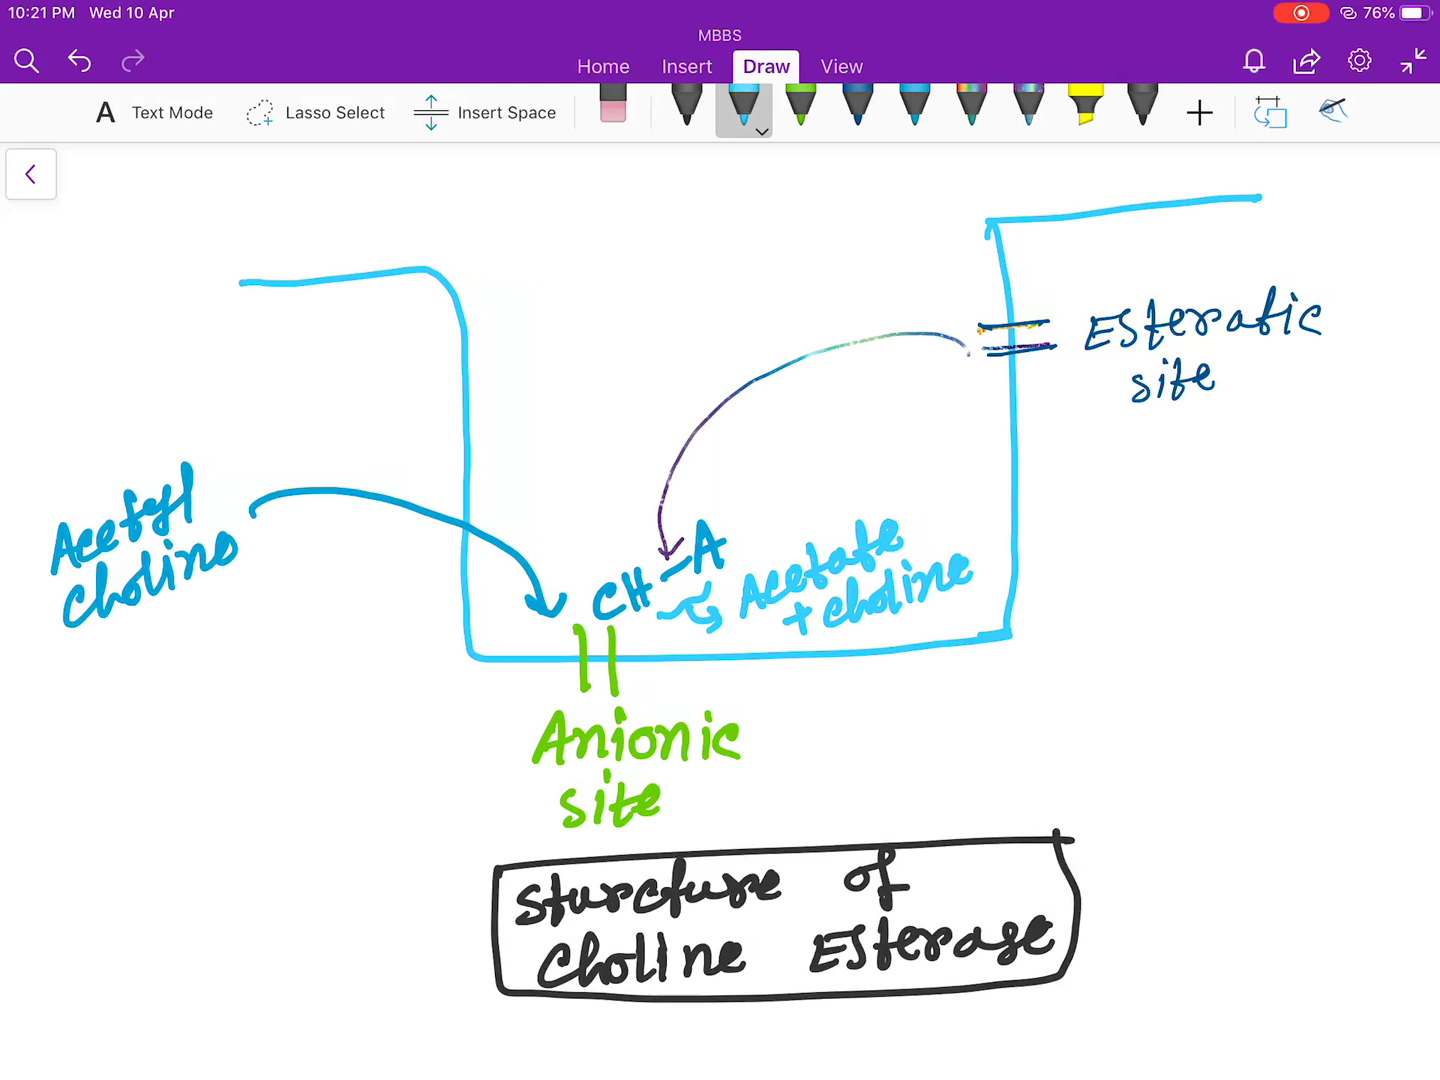 10:21 PM Wed 10 Apr
76%
MBBS
Home Insert Draw View
A Text Mode Lasso Select Insert Space
Esteratic
site
Acetyl
Choline
CH - A
Acetate
+ choline
Anionic
site
Sturcture of
Choline Esterase